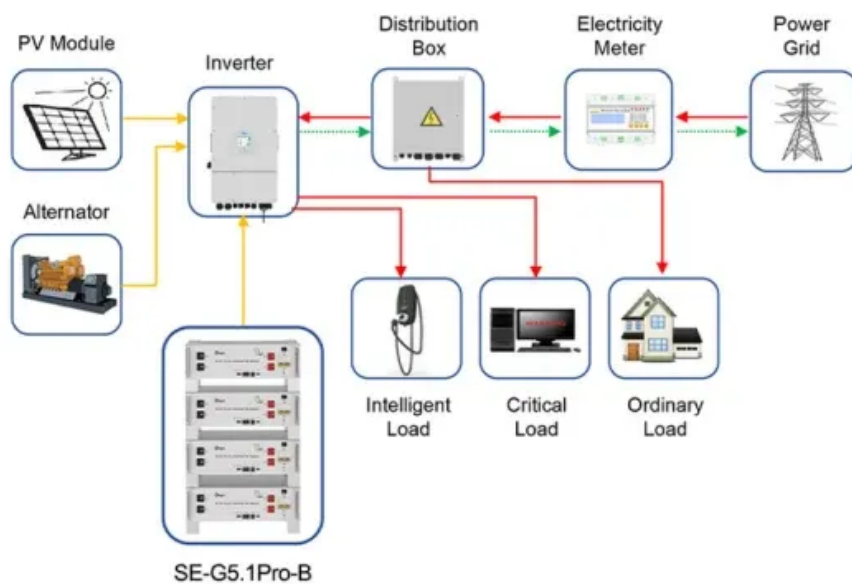 PV Module
Inverter
Distribution
Box
Electricity
Meter
Power
Grid
Alternator
Intelligent
Load
Critical
Load
Ordinary
Load
SE-G5.1Pro-B